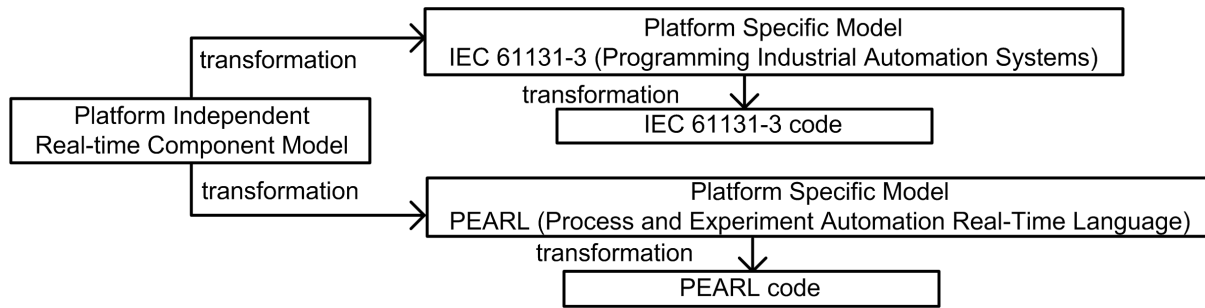 Platform Specific Model
IEC 61131-3 (Programming Industrial Automation Systems)
transformation
transformation
IEC 61131-3 code
Platform Independent
Real-time Component Model
transformation
Platform Specific Model
PEARL (Process and Experiment Automation Real-Time Language)
transformation
PEARL code